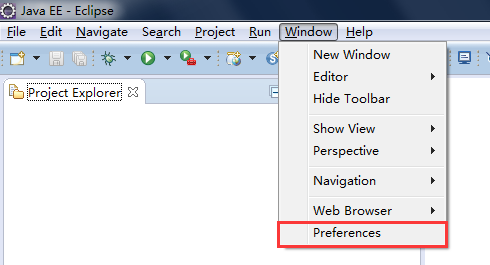 Java EE - Eclipse
File Edit Navigate Search Project Run Window Help
New Window
Editor
Hide Toolbar
Project Explorer
Show View
Perspective
Navigation
Web Browser
Preferences